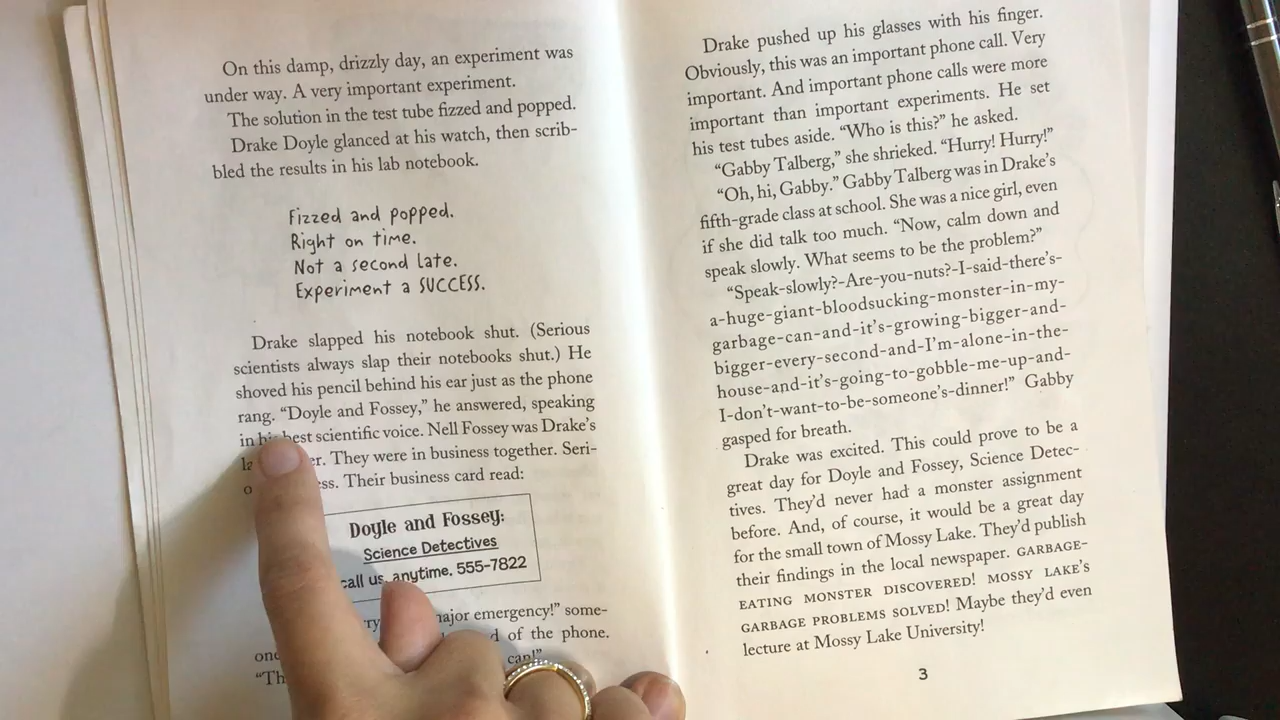 On this damp, drizzly day, an experiment was
under way. A very important experiment.
The solution in the test tube fizzed and popped.
Drake Doyle glanced at his watch, then scrib-
bled the results in his lab notebook.
Fizzed and popped.
Right on time.
Not a second late.
Experiment a SUCCESS.
Drake slapped his notebook shut. (Serious
scientists always slap their notebooks shut.) He
shoved his pencil behind his ear just as the phone
rang. “Doyle and Fossey,” he answered, speaking
in best scientific voice. Nell Fossey was Drake’s
They were in business together. Seri-
Their business card read:
Doyle and Fossey:
Science Detectives
call us anytime. 555-7822
major emergency!” some-
of the phone.
can!”
“Th
Drake pushed up his glasses with his finger.
Obviously, this was an important phone call. Very
important. And important phone calls were more
important than important experiments. He set
his test tubes aside. “Who is this?” he asked.
“Gabby Talberg,” she shrieked. “Hurry! Hurry!”
“Oh, hi, Gabby.” Gabby Talberg was in Drake’s
fifth-grade class at school. She was a nice girl, even
if she did talk too much. “Now, calm down and
speak slowly. What seems to be the problem?”
“Speak-slowly?-Are-you-nuts?-I-said-there’s-
a-huge-giant-bloodsucking-monster-in-my-
garbage-can-and-it’s-growing-bigger-and-
bigger-every-second-and-I’m-alone-in-the-
house-and-it’s-going-to-gobble-me-up-and-
I-don’t-want-to-be-someone’s-dinner!” Gabby
gasped for breath.
Drake was excited. This could prove to be a
great day for Doyle and Fossey, Science Detec-
tives. They’d never had a monster assignment
before. And, of course, it would be a great day
for the small town of Mossy Lake. They’d publish
their findings in the local newspaper. GARBAGE-
EATING MONSTER DISCOVERED! MOSSY LAKE’S
GARBAGE PROBLEMS SOLVED! Maybe they’d even
lecture at Mossy Lake University!
3